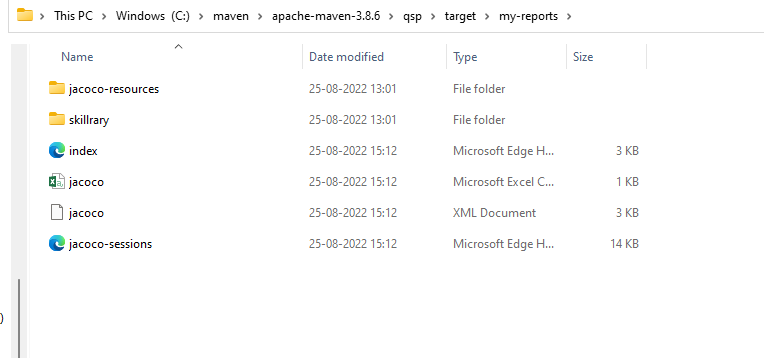 This PC > Windows (C:) > maven > apache-maven-3.8.6 > qsp > target > my-reports >
Name Date modified Type Size
jacoco-resources 25-08-2022 13:01 File folder
skillrary 25-08-2022 13:01 File folder
index 25-08-2022 15:12 Microsoft Edge H... 3 KB
jacoco 25-08-2022 15:12 Microsoft Excel C... 1 KB
jacoco 25-08-2022 15:12 XML Document 3 KB
jacoco-sessions 25-08-2022 15:12 Microsoft Edge H... 14 KB
)